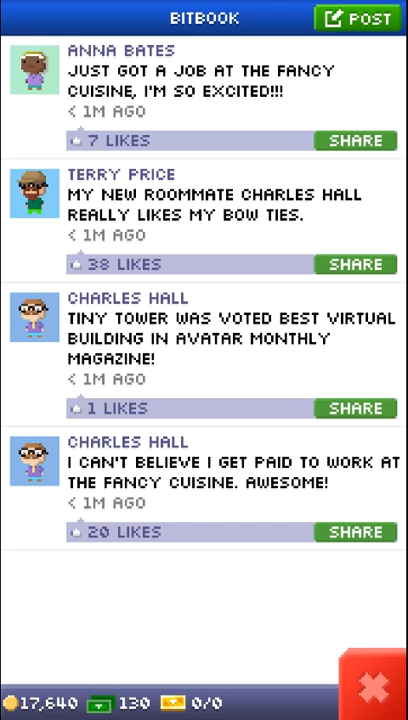 BITBOOK
POST
ANNA BATES
JUST GOT A JOB AT THE FANCY
CUISINE, I'M SO EXCITED!!!
< 1M AGO
7 LIKES
SHARE
TERRY PRICE
MY NEW ROOMMATE CHARLES HALL
REALLY LIKES MY BOW TIES.
< 1M AGO
38 LIKES
SHARE
CHARLES HALL
TINY TOWER WAS VOTED BEST VIRTUAL
BUILDING IN AVATAR MONTHLY
MAGAZINE!
< 1M AGO
1 LIKES
SHARE
CHARLES HALL
I CAN'T BELIEVE I GET PAID TO WORK AT
THE FANCY CUISINE. AWESOME!
< 1M AGO
20 LIKES
SHARE
17,640 130 0/0